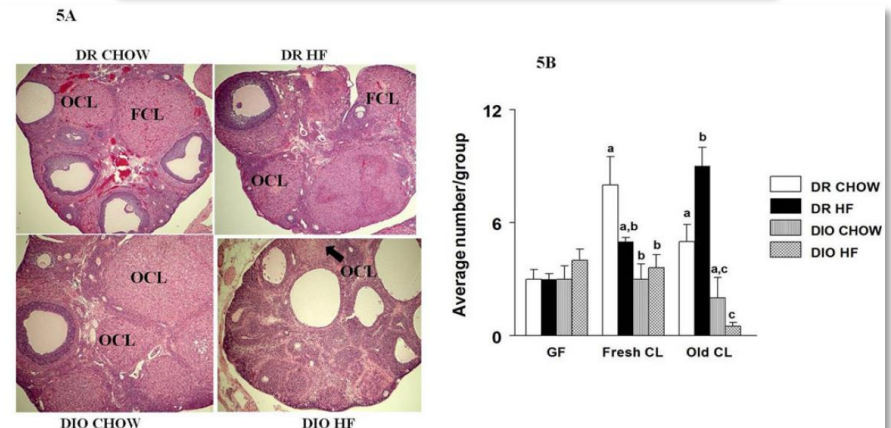 5A
DR CHOW
DR HF
OCL
FCL
FCL
OCL
OCL
OCL
OCL
DIO CHOW
DIO HF
5B
Average number/group
12
6
0
a
a,b
b
b
a
b
a,c
c
GF
Fresh CL
Old CL
DR CHOW
DR HF
DIO CHOW
DIO HF